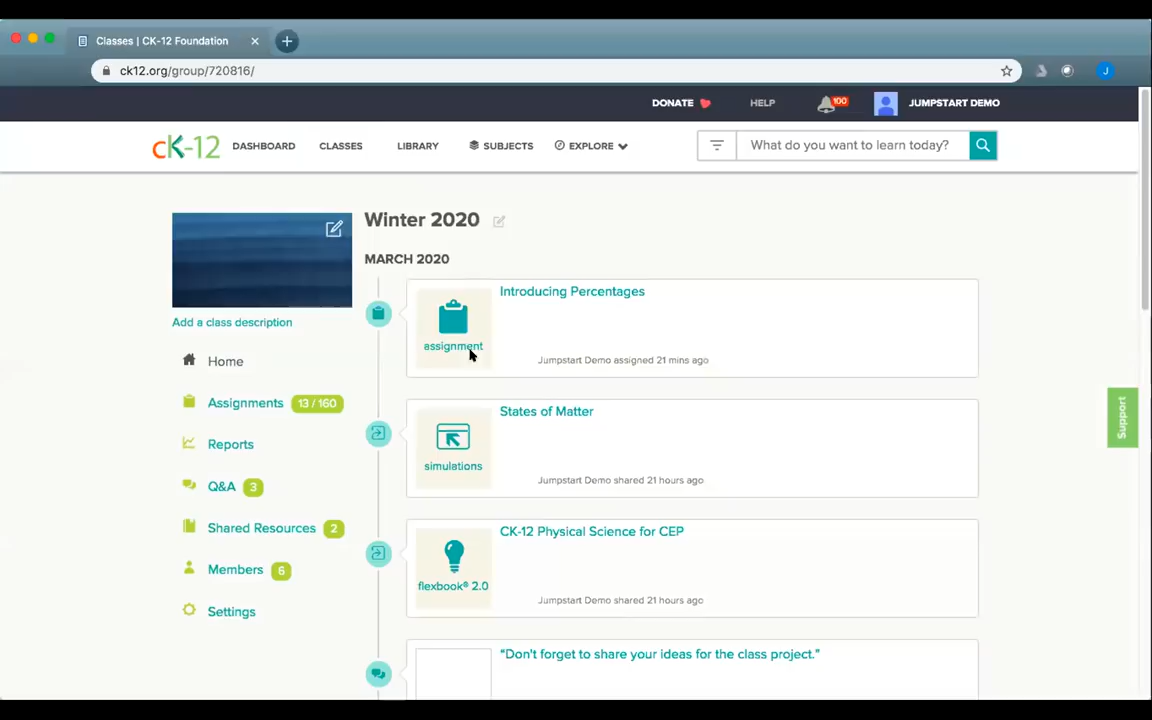 Classes | CK-12 Foundation
ck12.org/group/720816/
J
DONATE
HELP
100
JUMPSTART DEMO
cK-12
DASHBOARD
CLASSES
LIBRARY
SUBJECTS
EXPLORE
What do you want to learn today?
Winter 2020
MARCH 2020
Add a class description
Home
Assignments 13 / 160
Reports
Q&A 3
Shared Resources 2
Members 6
Settings
Introducing Percentages
assignment
Jumpstart Demo assigned 21 mins ago
States of Matter
simulations
Jumpstart Demo shared 21 hours ago
CK-12 Physical Science for CEP
flexbook® 2.0
Jumpstart Demo shared 21 hours ago
"Don't forget to share your ideas for the class project."
Support